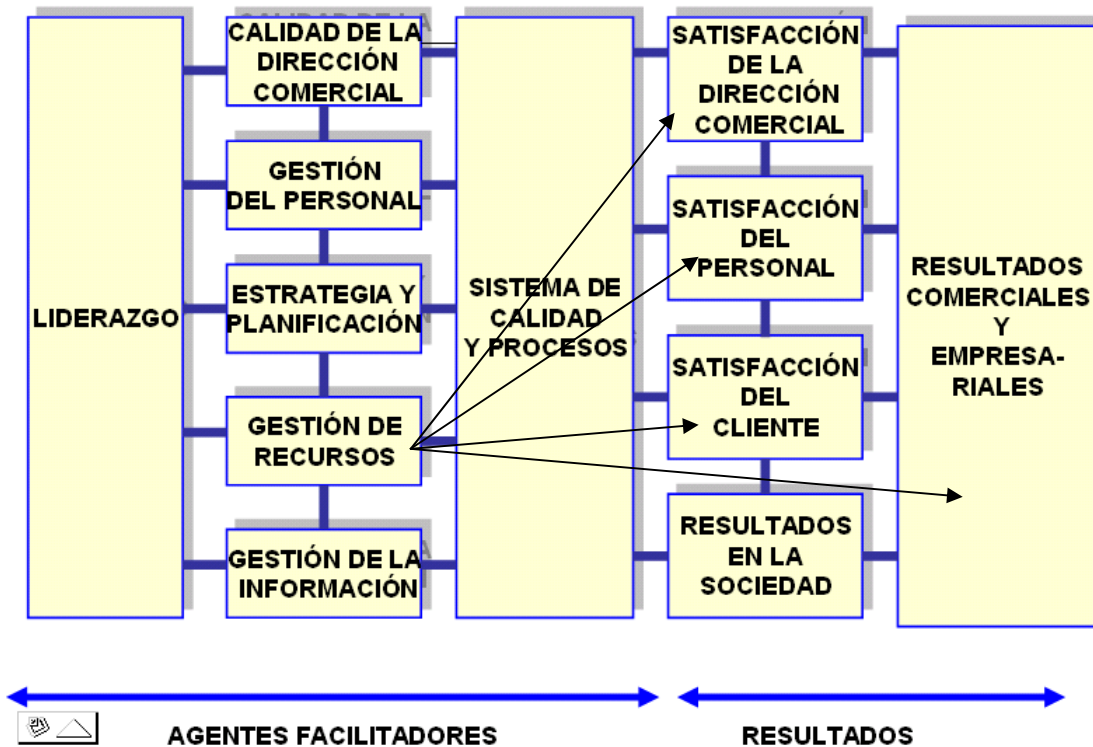 LIDERAZGO
CALIDAD DE LA
DIRECCIÓN
COMERCIAL
GESTIÓN
DEL PERSONAL
ESTRATEGIA Y
PLANIFICACIÓN
GESTIÓN DE
RECURSOS
GESTIÓN DE LA
INFORMACIÓN
SISTEMA DE
CALIDAD
Y PROCESOS
SATISFACCIÓN
DE LA
DIRECCIÓN
COMERCIAL
SATISFACCIÓN
DEL
PERSONAL
SATISFACCIÓN
DEL
CLIENTE
RESULTADOS
EN LA
SOCIEDAD
RESULTADOS
COMERCIALES
Y
EMPRESA-
RIALES
AGENTES FACILITADORES
RESULTADOS